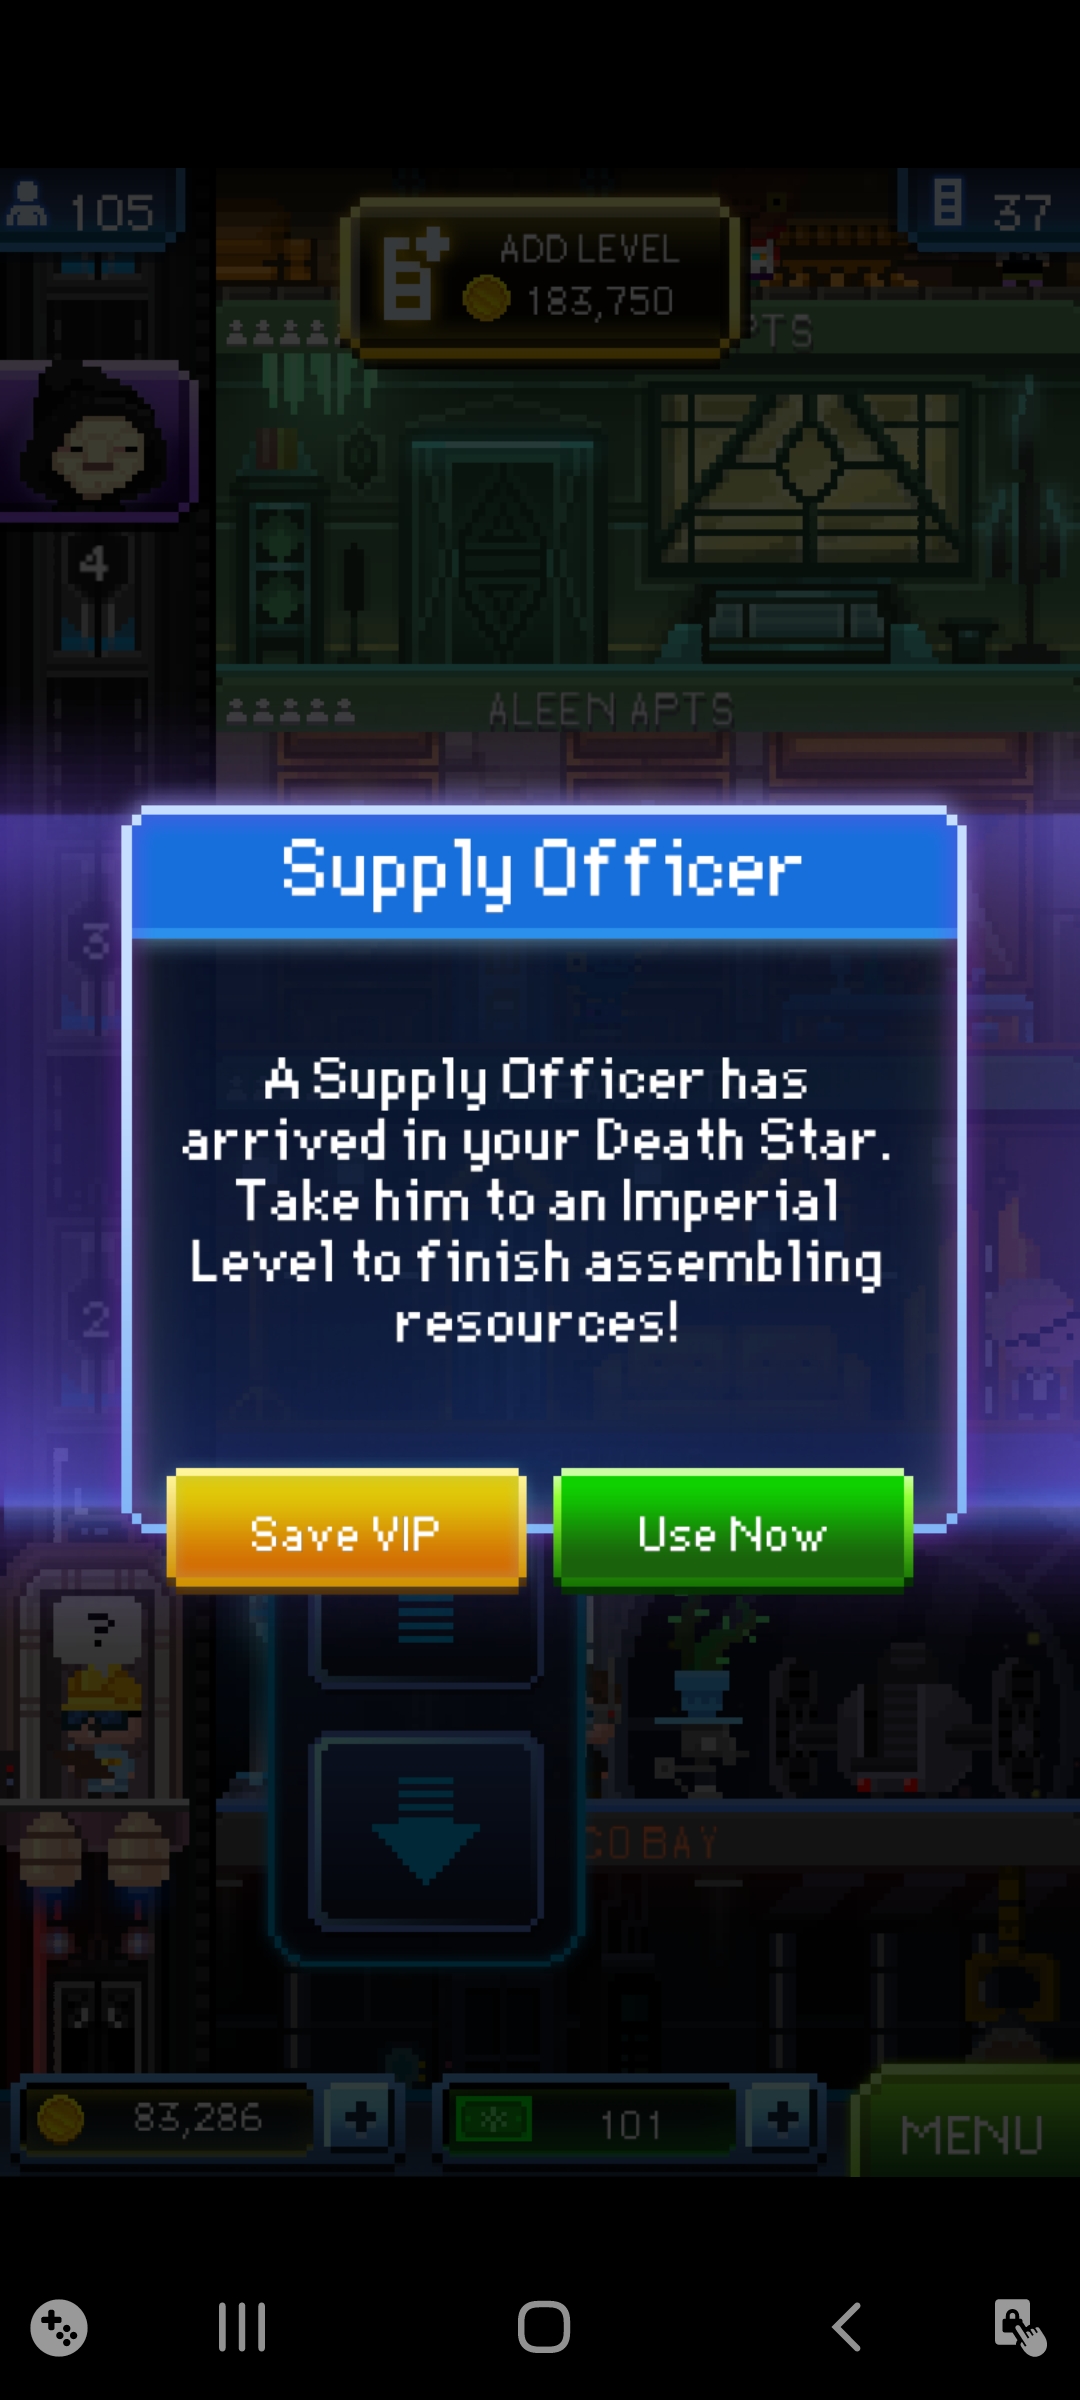 105
ADD LEVEL
183,750
37
PTS
4
ALEEN APTS
Supply Officer
3
A Supply Officer has
arrived in your Death Star.
Take him to an Imperial
Level to finish assembling
resources!
2
Save VIP
Use Now
?
CO BAY
83,286
+
101
+
MENU